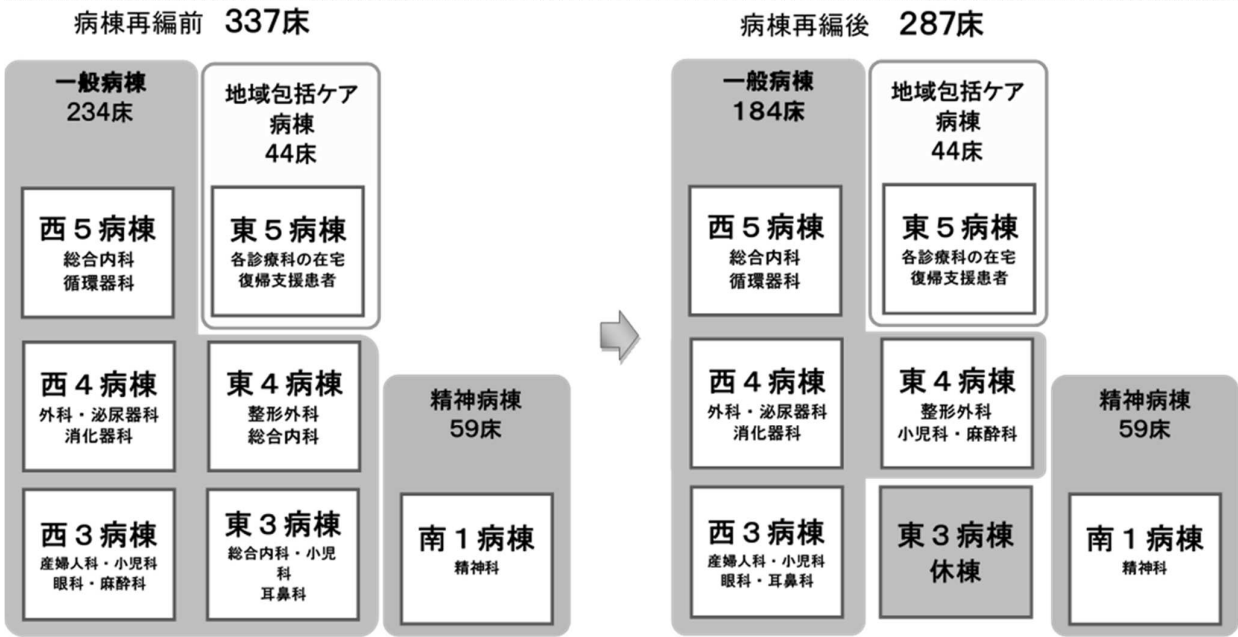 病棟再編前 337床
一般病棟
234床
地域包括ケア
病棟
44床
西5病棟
総合内科
循環器科
東5病棟
各診療科の在宅
復帰支援患者
西4病棟
外科・泌尿器科
消化器科
東4病棟
整形外科
総合内科
西3病棟
産婦人科・小児科
眼科・麻酔科
東3病棟
総合内科・小児
科
耳鼻科
精神病棟
59床
南1病棟
精神科
病棟再編後 287床
一般病棟
184床
地域包括ケア
病棟
44床
西5病棟
総合内科
循環器科
東5病棟
各診療科の在宅
復帰支援患者
西4病棟
外科・泌尿器科
消化器科
東4病棟
整形外科
小児科・麻酔科
西3病棟
産婦人科・小児科
眼科・耳鼻科
東3病棟
休棟
精神病棟
59床
南1病棟
精神科